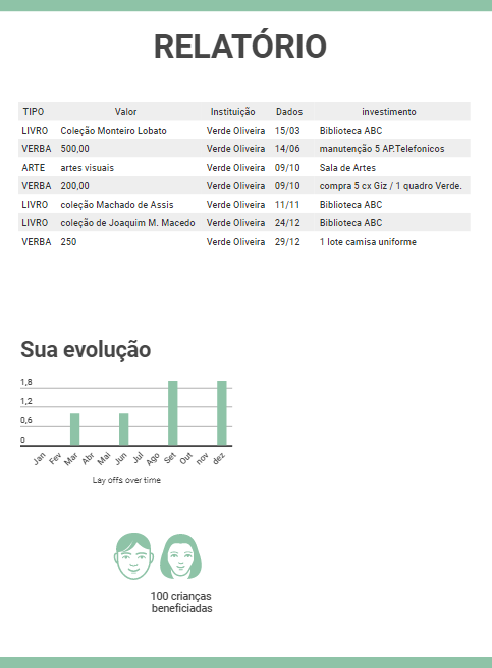 RELATÓRIO
TIPO Valor Instituição Dados investimento
LIVRO Coleção Monteiro Lobato Verde Oliveira 15/03 Biblioteca ABC
VERBA 500,00 Verde Oliveira 14/06 manutenção 5 AP.Telefonicos
ARTE artes visuais Verde Oliveira 09/10 Sala de Artes
VERBA 200,00 Verde Oliveira 09/10 compra 5 cx Giz / 1 quadro Verde.
LIVRO coleção Machado de Assis Verde Oliveira 11/11 Biblioteca ABC
LIVRO coleção de Joaquim M. Macedo Verde Oliveira 24/12 Biblioteca ABC
VERBA 250 Verde Oliveira 29/12 1 lote camisa uniforme
Sua evolução
1,8
1,2
0,6
0
Jan Fev Mar Abr Mai Jun Jul Ago Set Out nov dez
Lay offs over time
100 crianças
beneficiadas